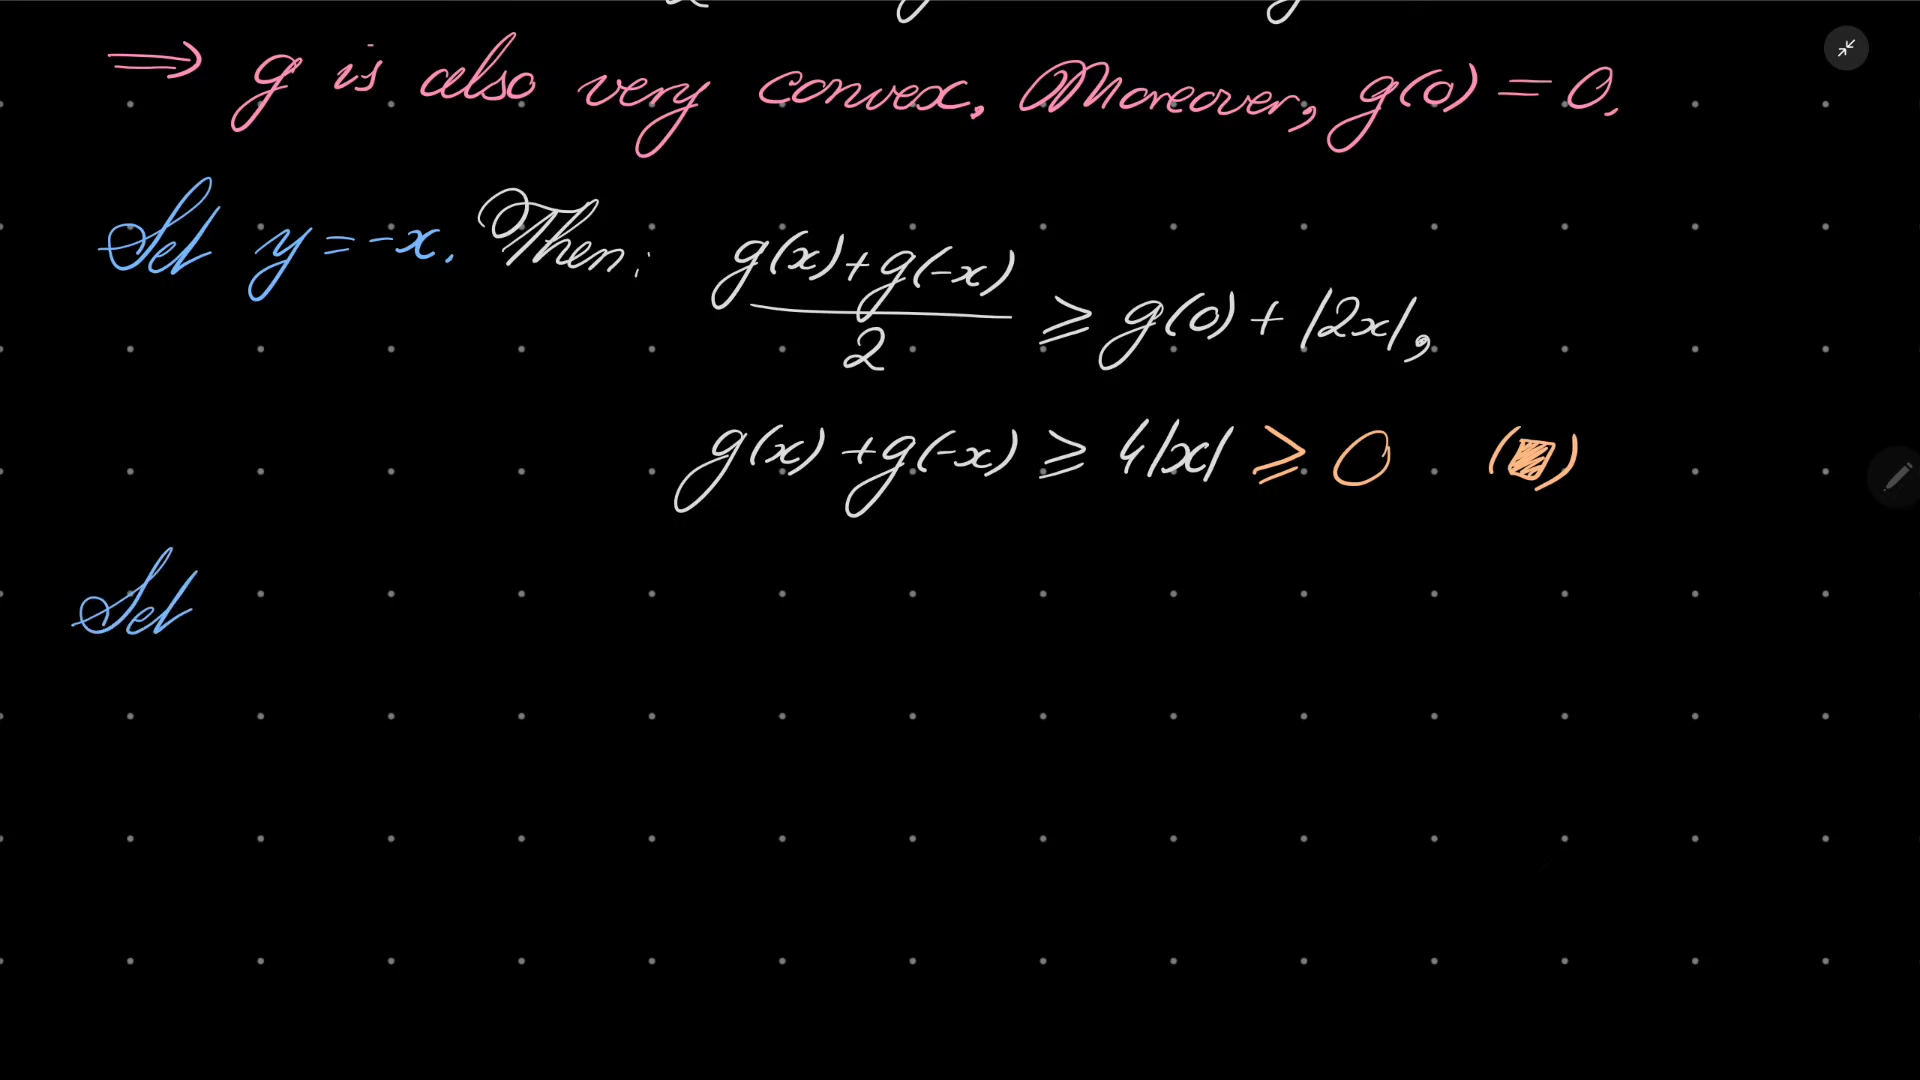 ⟹ g is also very convex. Moreover, g(0) = 0.
Set y = -x. Then: (g(x)+g(-x))/2 ⩾ g(0) + |2x|,
g(x) + g(-x) ⩾ 4|x| ⩾ 0 (■)
Set